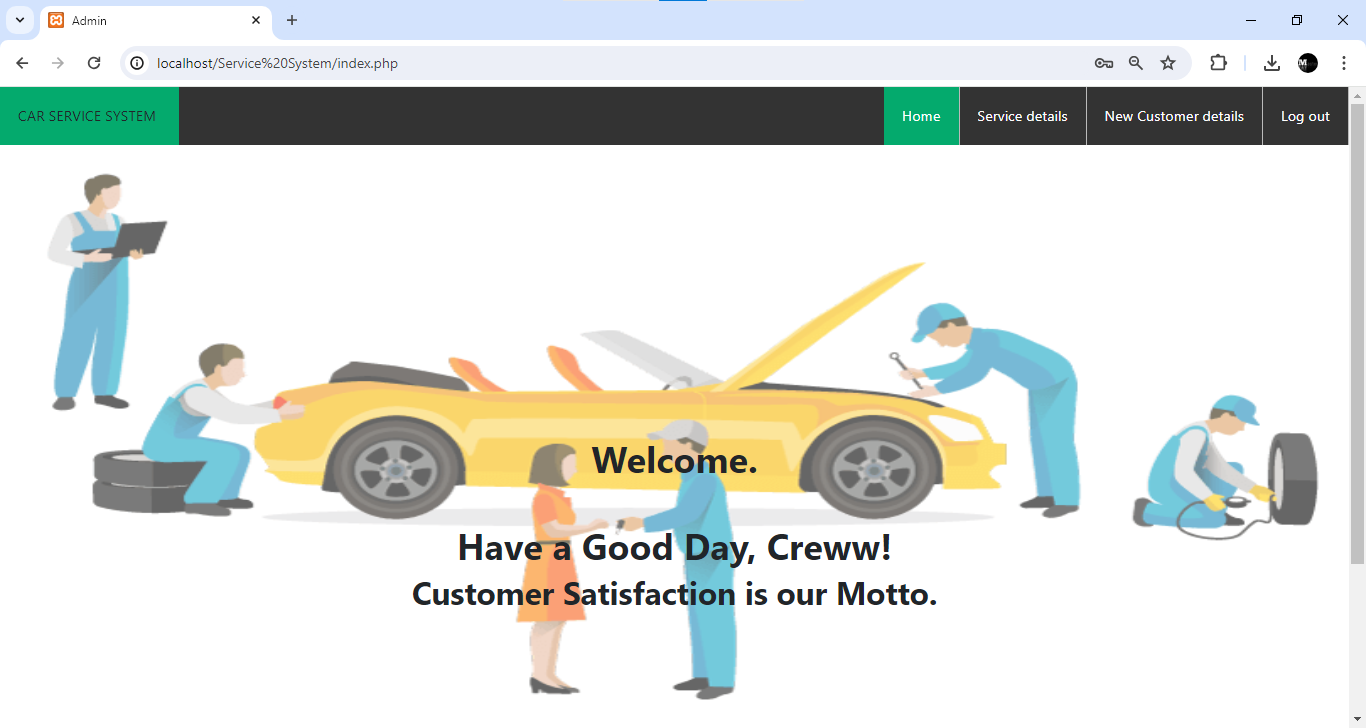 Admin
localhost/Service%20System/index.php
CAR SERVICE SYSTEM
Home
Service details
New Customer details
Log out
Welcome.
Have a Good Day, Creww!
Customer Satisfaction is our Motto.